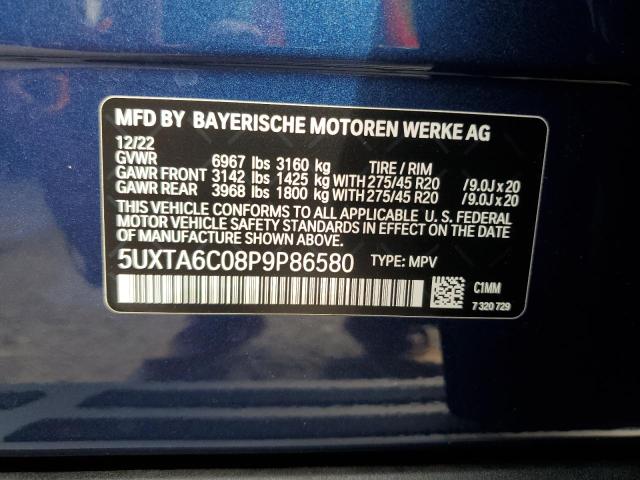 MFD BY BAYERISCHE MOTOREN WERKE AG
12/22
GVWR 6967 lbs 3160 kg TIRE / RIM
GAWR FRONT 3142 lbs 1425 kg WITH 275/45 R20 /9.0J x 20
GAWR REAR 3968 lbs 1800 kg WITH 275/45 R20 /9.0J x 20
THIS VEHICLE CONFORMS TO ALL APPLICABLE U. S. FEDERAL
MOTOR VEHICLE SAFETY STANDARDS IN EFFECT ON THE DATE
OF MANUFACTURE SHOWN ABOVE.
5UXTA6C08P9P86580 TYPE: MPV
C1MM
7 320 729